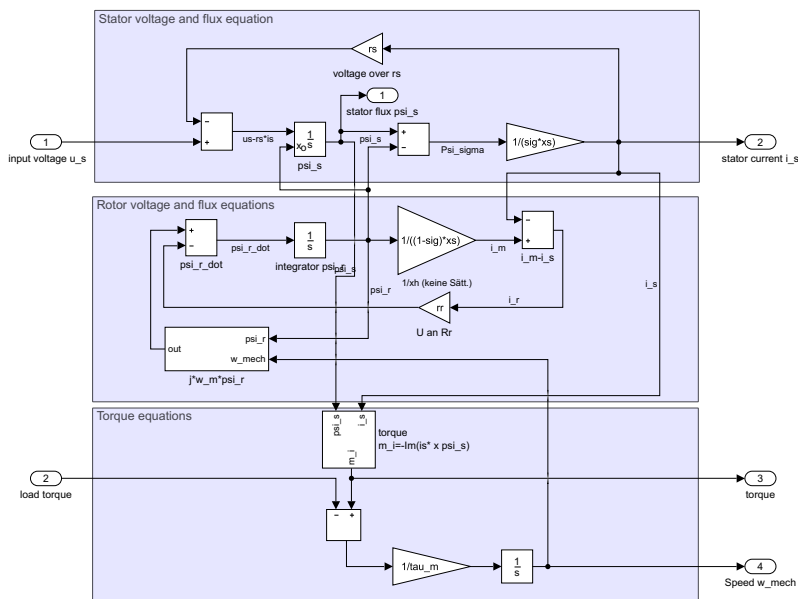 Stator voltage and flux equation
rs
voltage over rs
1
stator flux psi_s
1
input voltage u_s
−
+
us-rs*is
1
s
xo
psi_s
psi_s
+
−
Psi_sigma
1/(sig*xs)
2
stator current i_s
Rotor voltage and flux equations
+
−
psi_r_dot
psi_r_dot
1
s
integrator psi_r
psi_s
1/((1-sig)*xs)
1/xh (keine Sätt.)
i_m
−
+
i_m-i_s
i_s
psi_r
rr
U an Rr
i_r
out
psi_r
w_mech
j*w_m*psi_r
Torque equations
psi_s
i_s
m_i
torque
m_i=-Im(is* x psi_s)
2
load torque
3
torque
−
+
1/tau_m
1
s
4
Speed w_mech